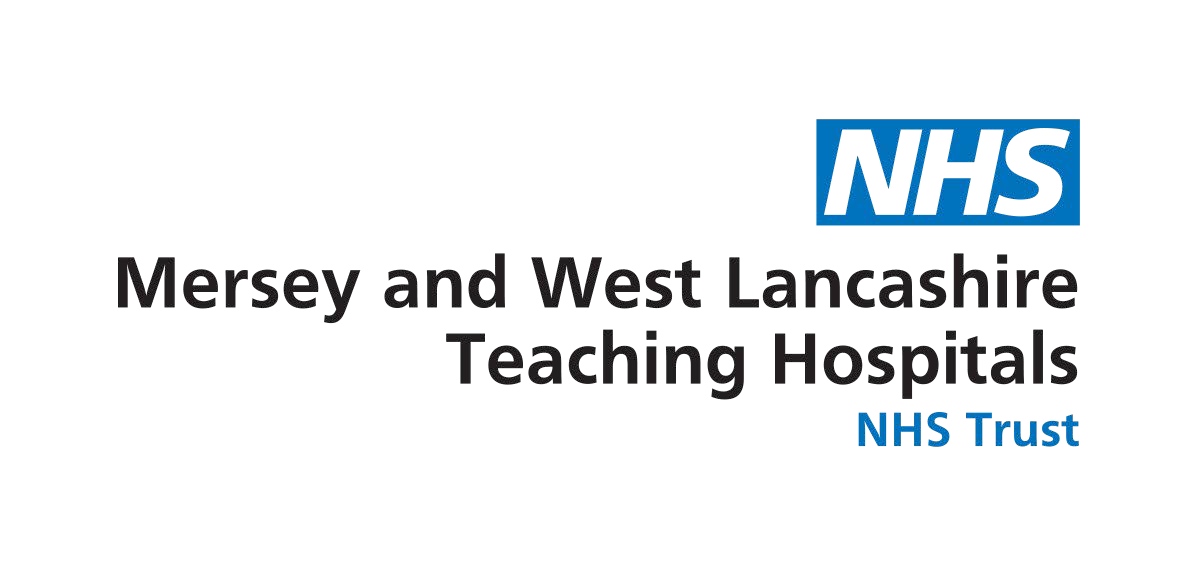 NHS
Mersey and West Lancashire
Teaching Hospitals
NHS Trust